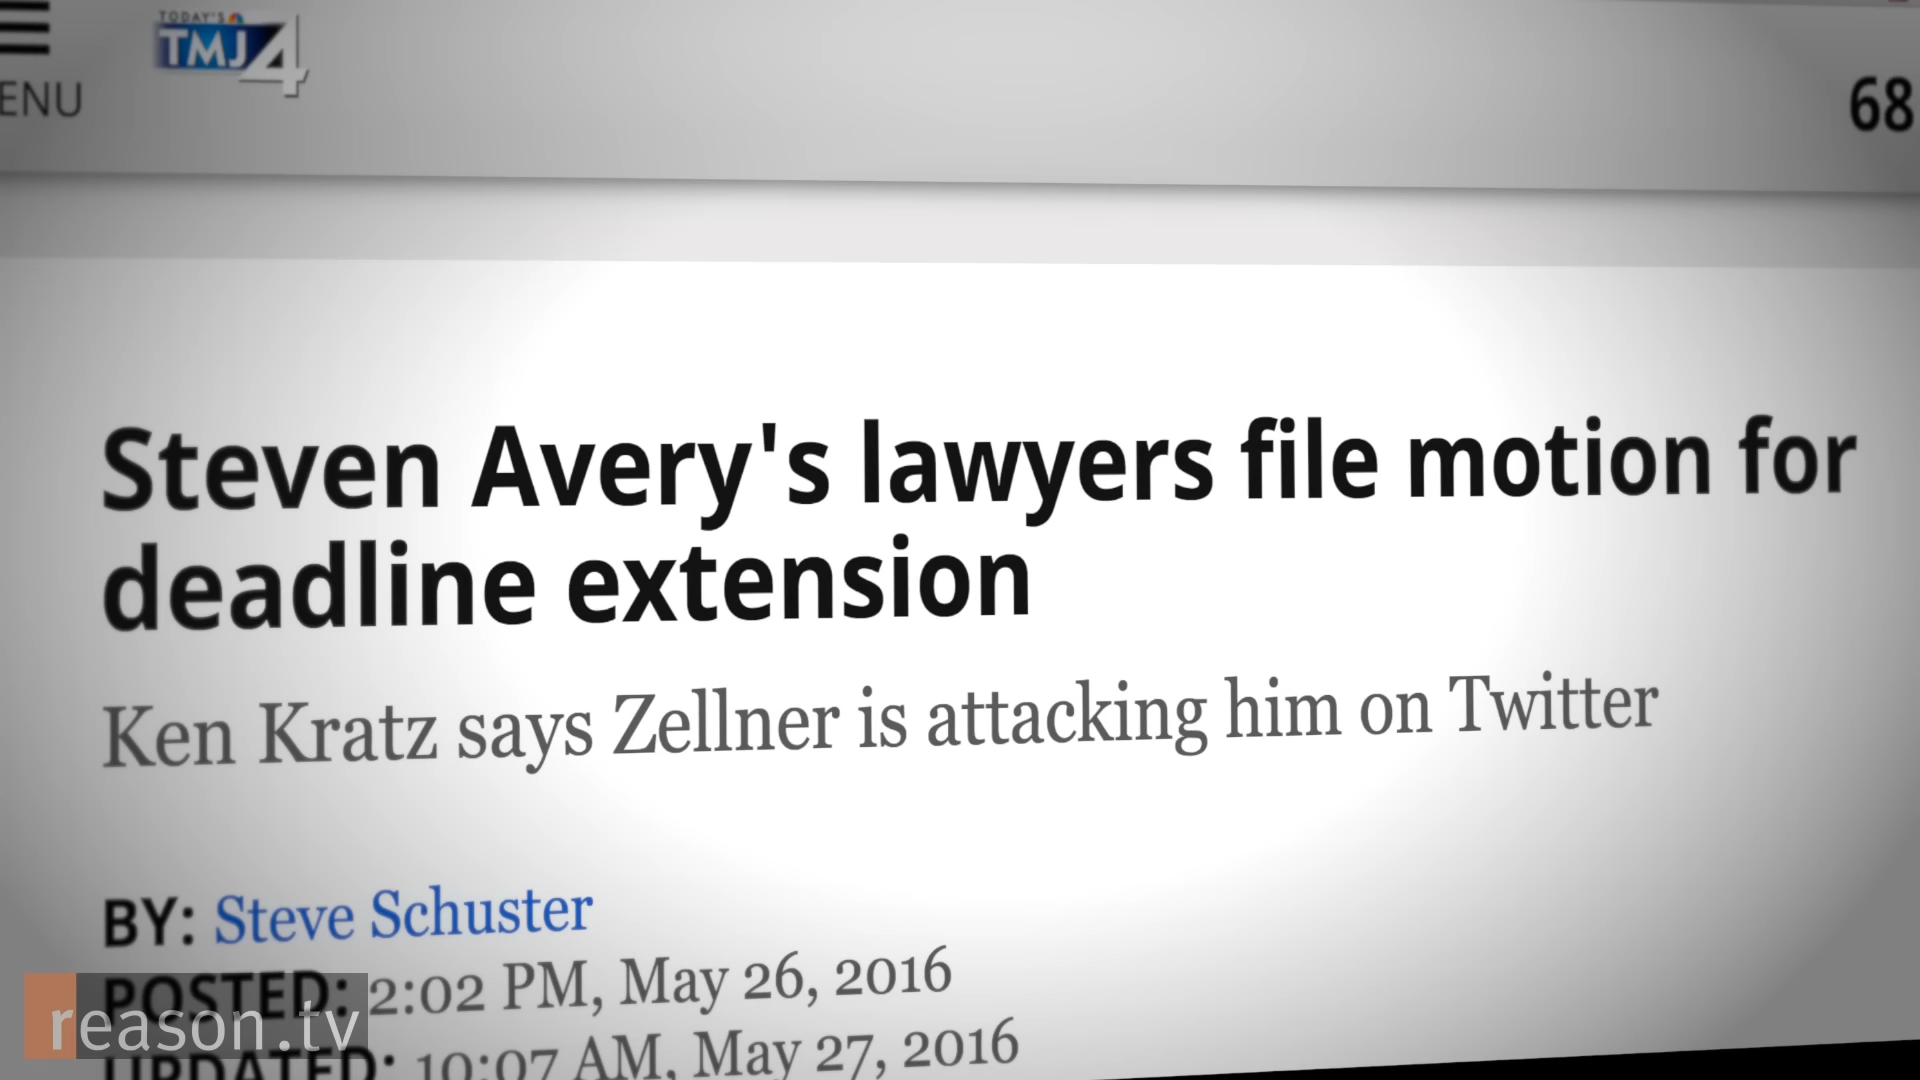 TODAY'S
TMJ4
ENU
68
Steven Avery's lawyers file motion for
deadline extension
Ken Kratz says Zellner is attacking him on Twitter
BY: Steve Schuster
POSTED: 2:02 PM, May 26, 2016
UPDATED: 10:07 AM, May 27, 2016
reason.tv